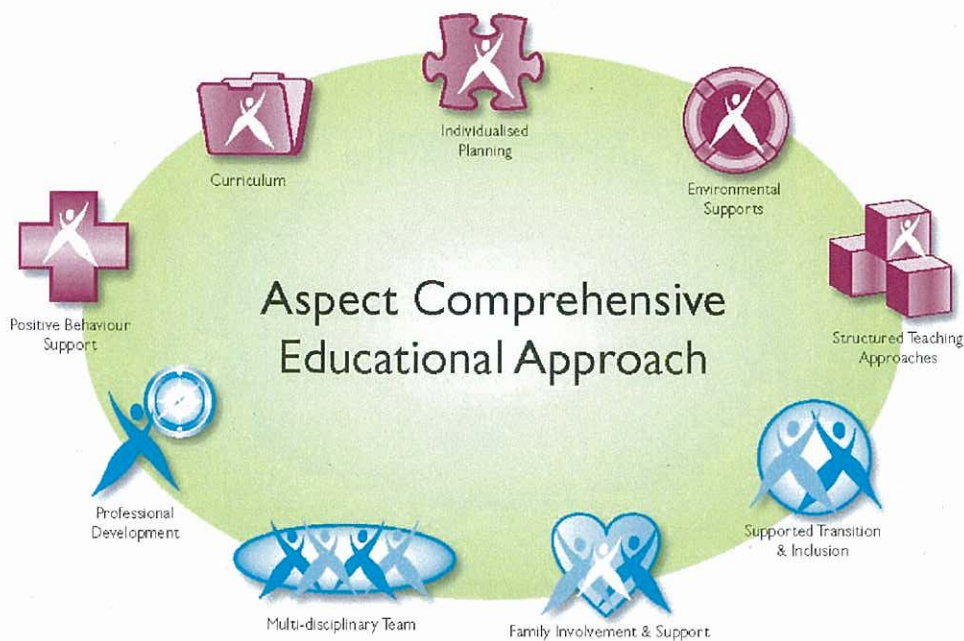 Individualised
Planning
Curriculum
Environmental
Supports
Positive Behaviour
Support
Aspect Comprehensive
Educational Approach
Structured Teaching
Approaches
Professional
Development
Supported Transition
& Inclusion
Multi-disciplinary Team
Family Involvement & Support